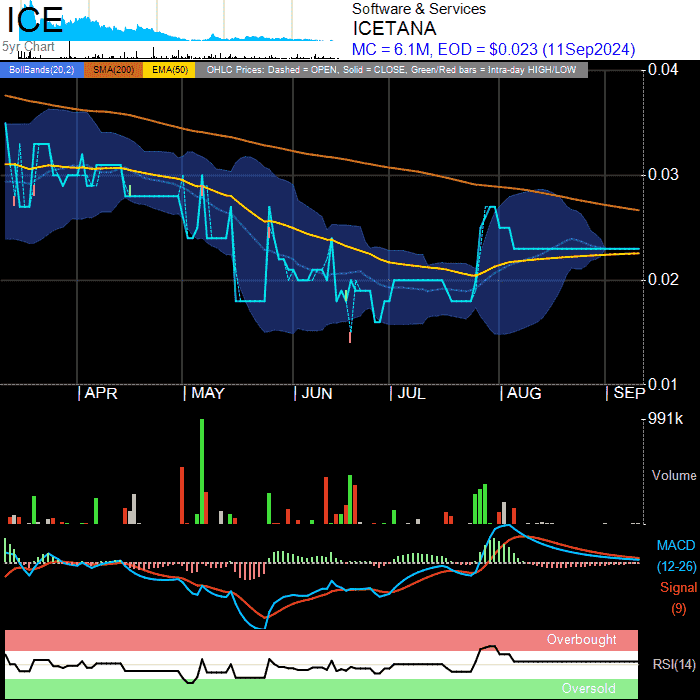 ICE
5yr Chart
Software & Services
ICETANA
MC = 6.1M, EOD = $0.023 (11Sep2024)
BollBands(20,2) SMA(200) EMA(50) OHLC Prices: Dashed = OPEN, Solid = CLOSE, Green/Red bars = Intra-day HIGH/LOW
0.04
0.03
0.02
0.01
APR MAY JUN JUL AUG SEP
991k
Volume
MACD
(12-26)
Signal
(9)
Overbought
RSI(14)
Oversold